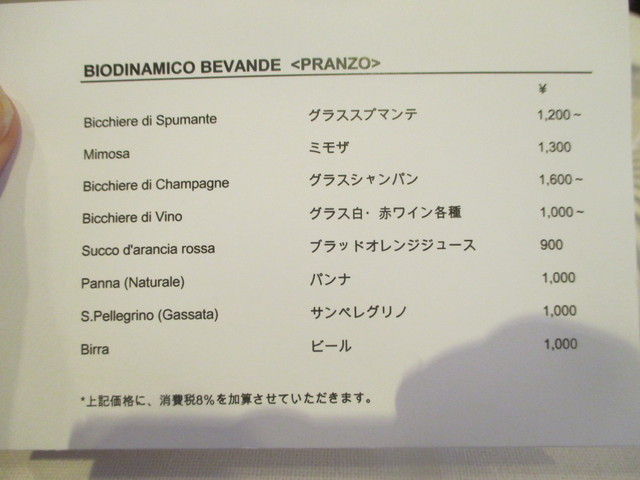 BIODINAMICO BEVANDE <PRANZO>
¥
Bicchiere di Spumante グラススプマンテ 1,200～
Mimosa ミモザ 1,300
Bicchiere di Champagne グラスシャンパン 1,600～
Bicchiere di Vino グラス白・赤ワイン各種 1,000～
Succo d'arancia rossa ブラッドオレンジジュース 900
Panna (Naturale) パンナ 1,000
S.Pellegrino (Gassata) サンペレグリノ 1,000
Birra ビール 1,000
*上記価格に、消費税8%を加算させていただきます。